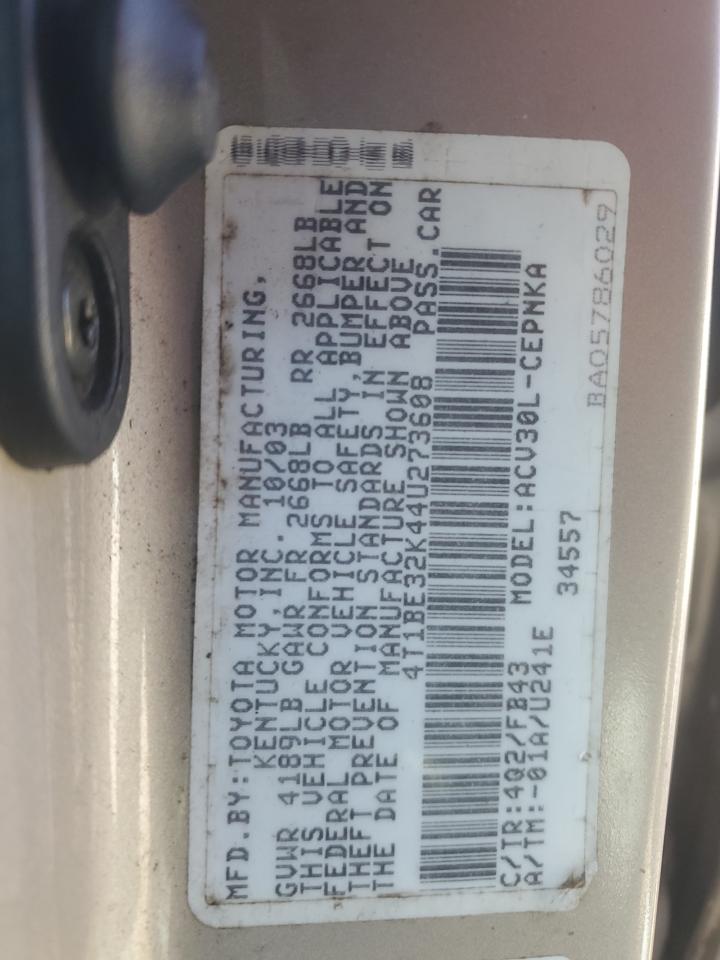 MFD.BY:TOYOTA MOTOR MANUFACTURING,
KENTUCKY,INC. 10/03
GVWR 4189LB GAWR FR 2668LB RR 2668LB
THIS VEHICLE CONFORMS TO ALL APPLICABLE
FEDERAL MOTOR VEHICLE SAFETY,BUMPER AND
THEFT PREVENTION STANDARDS IN EFFECT ON
THE DATE OF MANUFACTURE SHOWN ABOVE.
4T1BE32K44U273608 PASS.CAR
C/TR:4Q2/FB43 MODEL:ACV30L-CEPNKA
A/TM:-01A/U241E 34557
BA05786029